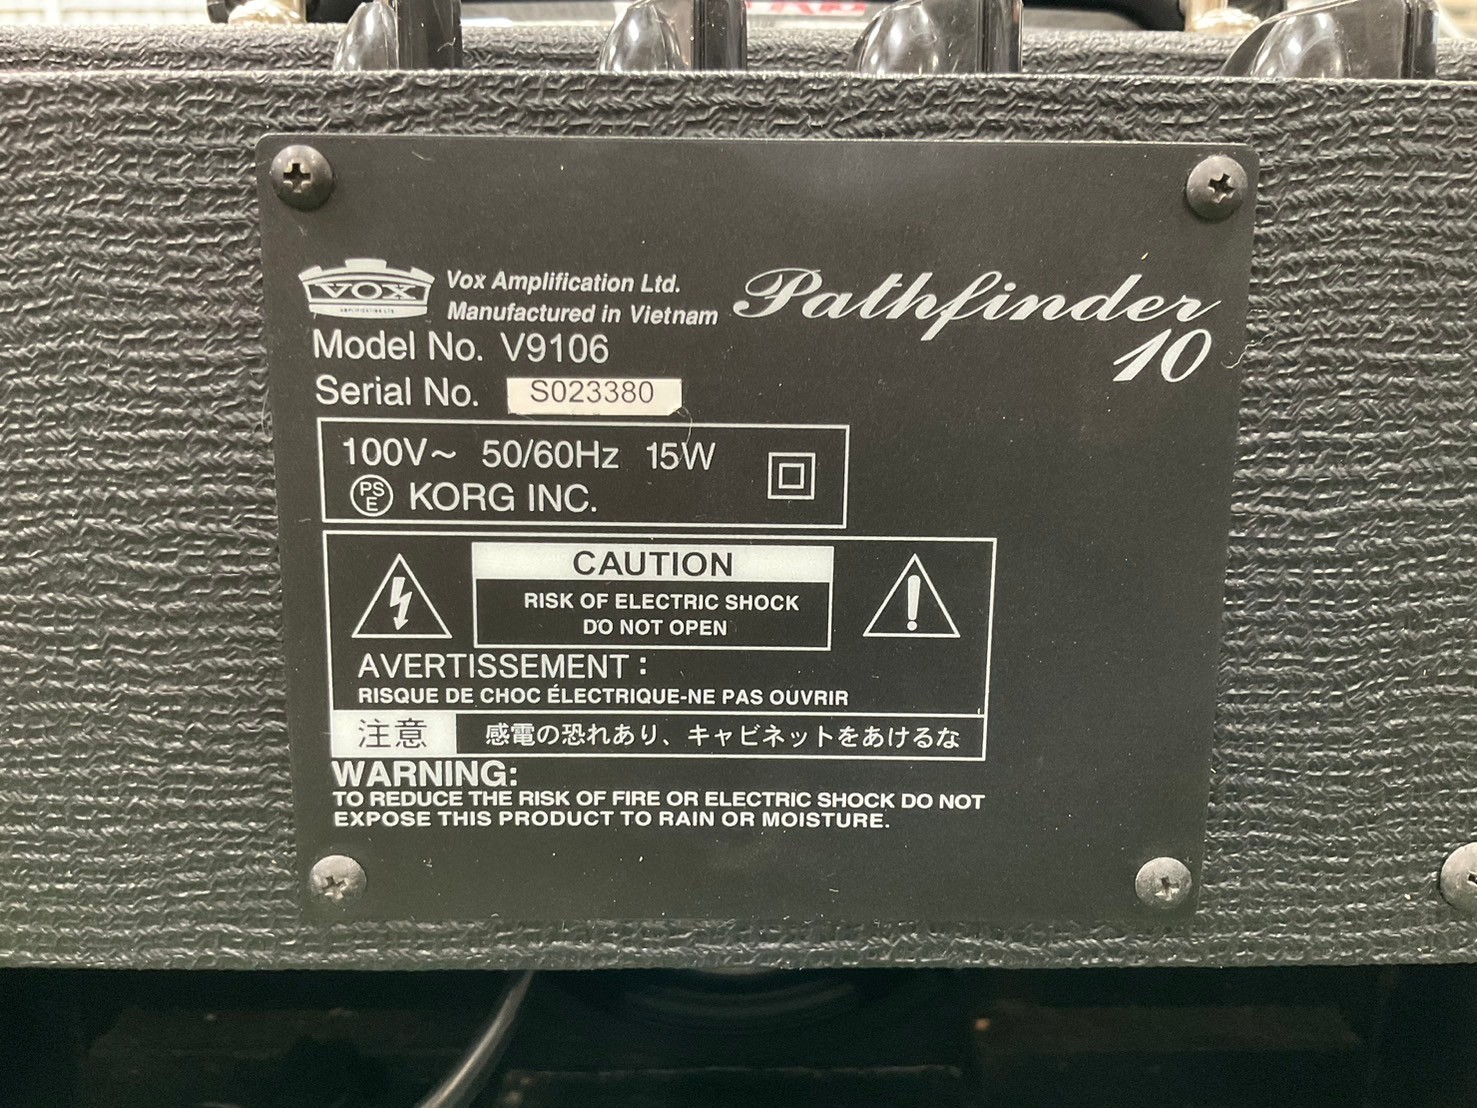 VOX
AMPLIFICATION LTD.
Vox Amplification Ltd.
Manufactured in Vietnam
Pathfinder
10
Model No. V9106
Serial No. S023380
100V~ 50/60Hz 15W
PS
E
KORG INC.
CAUTION
RISK OF ELECTRIC SHOCK
DO NOT OPEN
AVERTISSEMENT :
RISQUE DE CHOC ÉLECTRIQUE-NE PAS OUVRIR
注意 感電の恐れあり、キャビネットをあけるな
WARNING:
TO REDUCE THE RISK OF FIRE OR ELECTRIC SHOCK DO NOT
EXPOSE THIS PRODUCT TO RAIN OR MOISTURE.